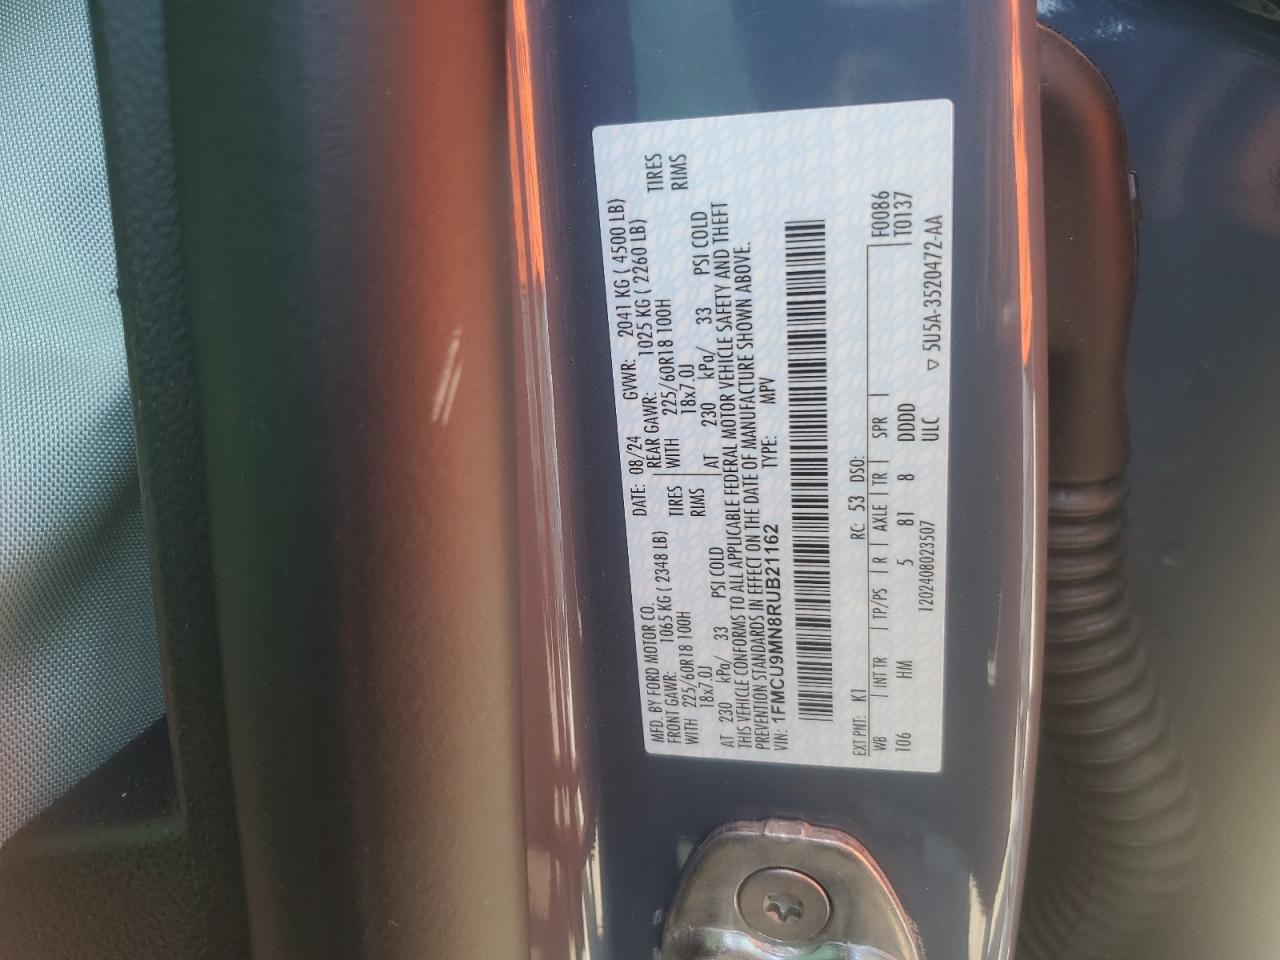 MFD. BY FORD MOTOR CO. DATE: 08/24 GVWR: 2041 KG ( 4500 LB)
FRONT GAWR: 1065 KG ( 2348 LB) REAR GAWR: 1025 KG ( 2260 LB)
WITH 225/60R18 100H TIRES WITH 225/60R18 100H TIRES
18x7.0J RIMS 18x7.0J RIMS
AT 230 kPa/ 33 PSI COLD AT 230 kPa/ 33 PSI COLD
THIS VEHICLE CONFORMS TO ALL APPLICABLE FEDERAL MOTOR VEHICLE SAFETY AND THEFT
PREVENTION STANDARDS IN EFFECT ON THE DATE OF MANUFACTURE SHOWN ABOVE.
VIN: 1FMCU9MN8RUB21162 TYPE: MPV
EXT PNT: K1 RC: 53 DSO: F0086
WB INT TR TP/PS R AXLE TR SPR T0137
106 HM 5 81 8 DDDD
1202408023507 ULC ▽ 5U5A-3520472-AA